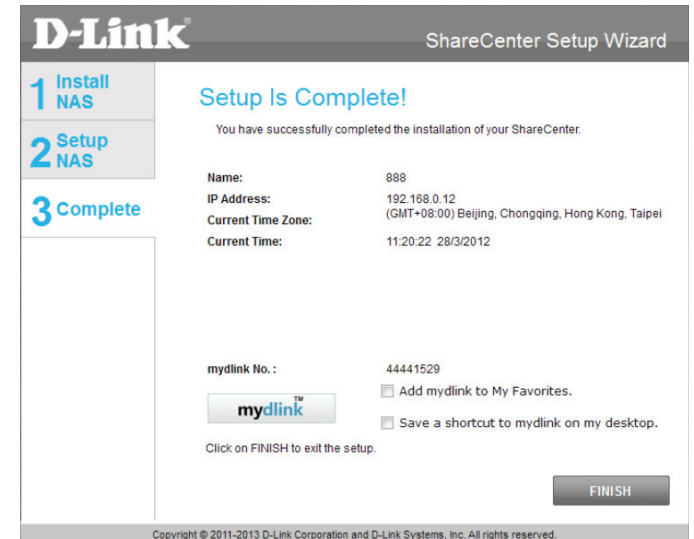 D-Link®
ShareCenter Setup Wizard
1 Install NAS
2 Setup NAS
3 Complete
Setup Is Complete!
You have successfully completed the installation of your ShareCenter.
Name: 888
IP Address: 192.168.0.12
Current Time Zone: (GMT+08:00) Beijing, Chongqing, Hong Kong, Taipei
Current Time: 11:20:22 28/3/2012
mydlink No. : 44441529
mydlink™
Add mydlink to My Favorites.
Save a shortcut to mydlink on my desktop.
Click on FINISH to exit the setup.
FINISH
Copyright © 2011-2013 D-Link Corporation and D-Link Systems, Inc. All rights reserved.